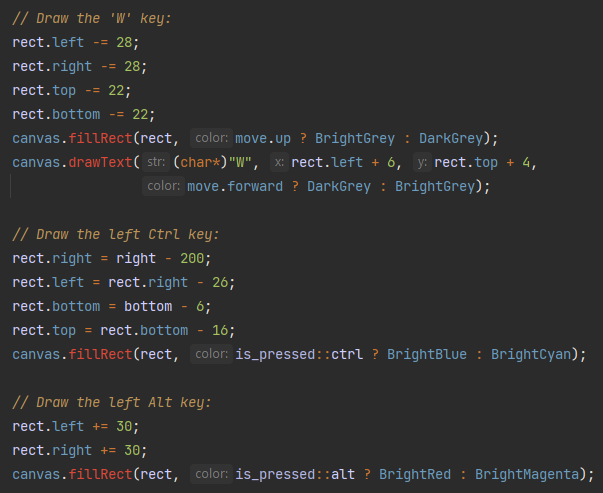 // Draw the 'W' key:
rect.left -= 28;
rect.right -= 28;
rect.top -= 22;
rect.bottom -= 22;
canvas.fillRect(rect, color: move.up ? BrightGrey : DarkGrey);
canvas.drawText( str: (char*)"W", x: rect.left + 6, y: rect.top + 4,
color: move.forward ? DarkGrey : BrightGrey);
// Draw the left Ctrl key:
rect.right = right - 200;
rect.left = rect.right - 26;
rect.bottom = bottom - 6;
rect.top = rect.bottom - 16;
canvas.fillRect(rect, color: is_pressed::ctrl ? BrightBlue : BrightCyan);
// Draw the left Alt key:
rect.left += 30;
rect.right += 30;
canvas.fillRect(rect, color: is_pressed::alt ? BrightRed : BrightMagenta);